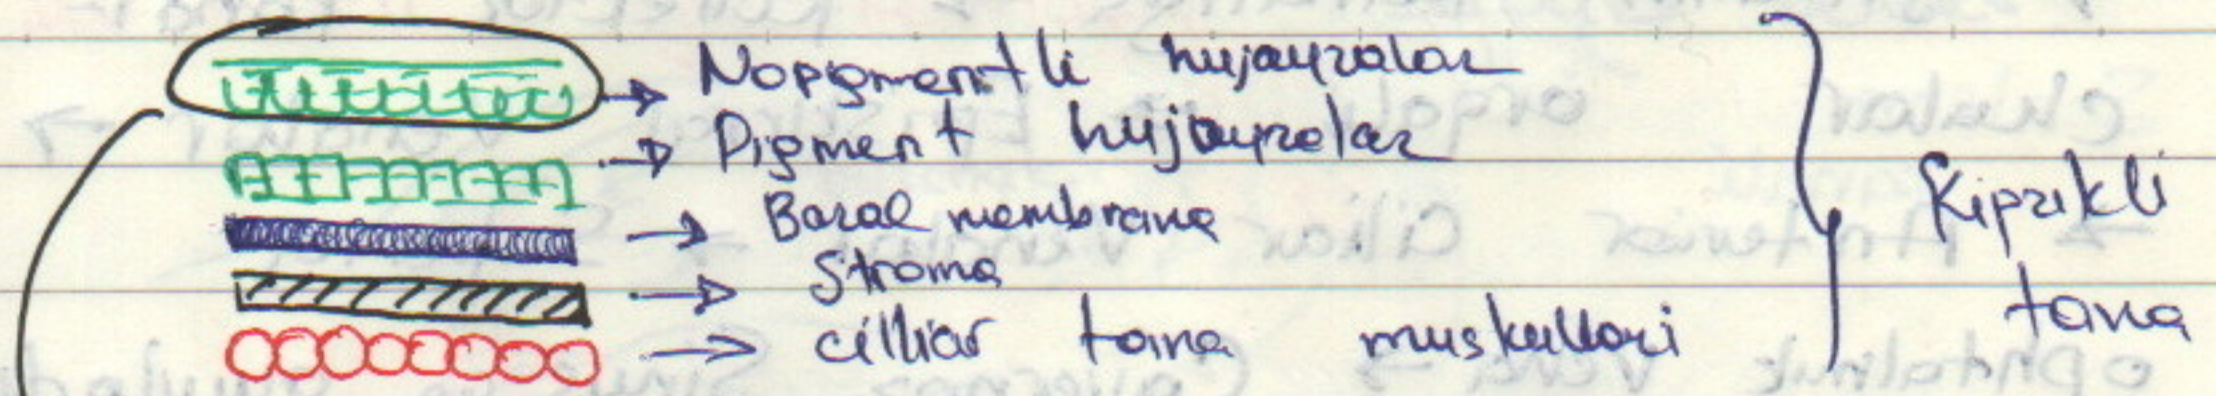 Nopigmentli hujayralar
Pigment hujayralar
Bazal membrana
Stroma
cilliar tana muskullari
Kiprikli
tana